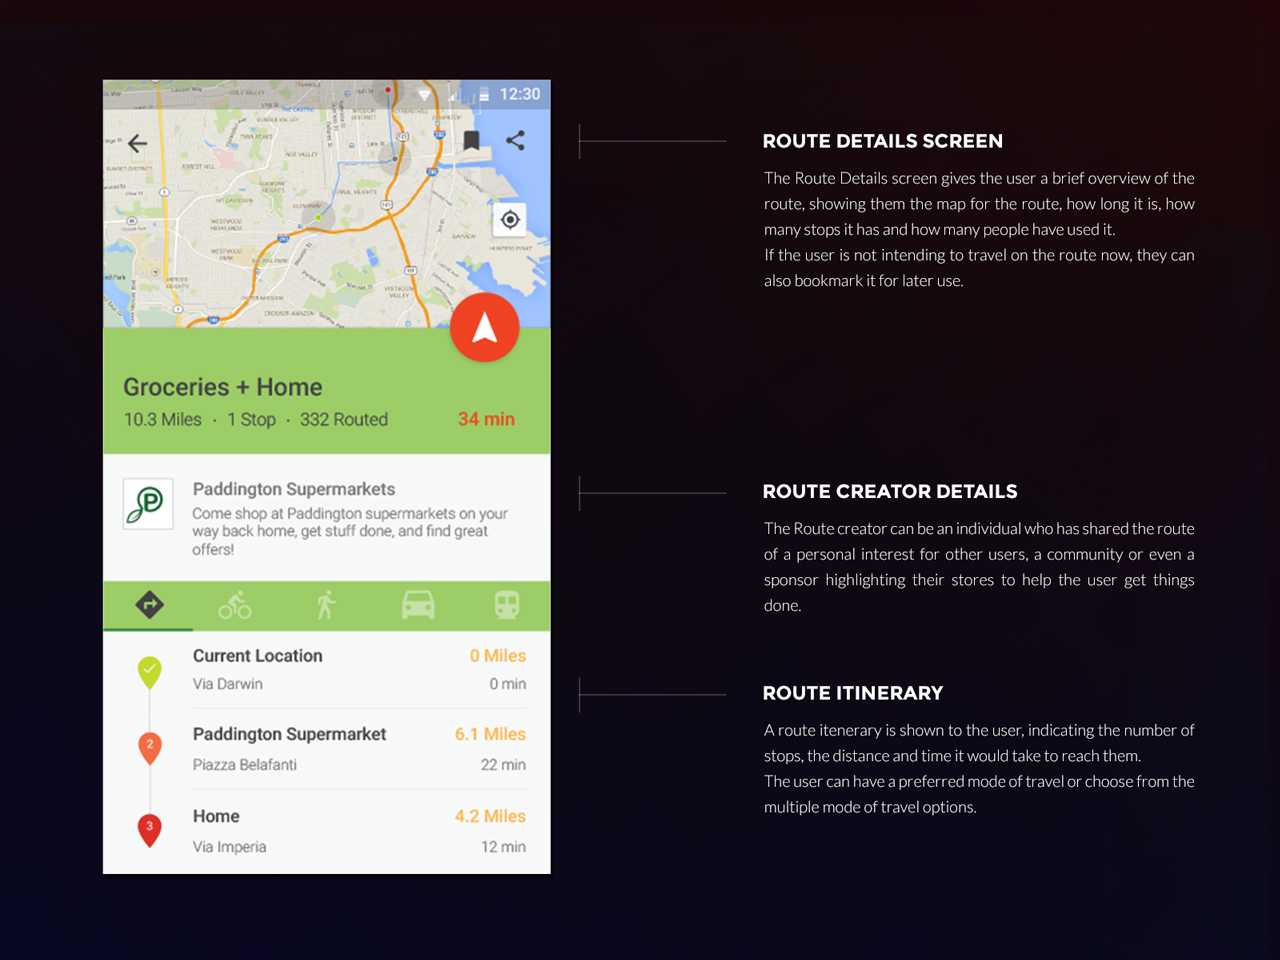 12:30
Groceries + Home
10.3 Miles · 1 Stop · 332 Routed
34 min
Paddington Supermarkets
Come shop at Paddington supermarkets on your
way back home, get stuff done, and find great
offers!
Current Location
0 Miles
Via Darwin
0 min
2
Paddington Supermarket
6.1 Miles
Piazza Belafanti
22 min
3
Home
4.2 Miles
Via Imperia
12 min
ROUTE DETAILS SCREEN
The Route Details screen gives the user a brief overview of the
route, showing them the map for the route, how long it is, how
many stops it has and how many people have used it.
If the user is not intending to travel on the route now, they can
also bookmark it for later use.
ROUTE CREATOR DETAILS
The Route creator can be an individual who has shared the route
of a personal interest for other users, a community or even a
sponsor highlighting their stores to help the user get things
done.
ROUTE ITINERARY
A route itenerary is shown to the user, indicating the number of
stops, the distance and time it would take to reach them.
The user can have a preferred mode of travel or choose from the
multiple mode of travel options.